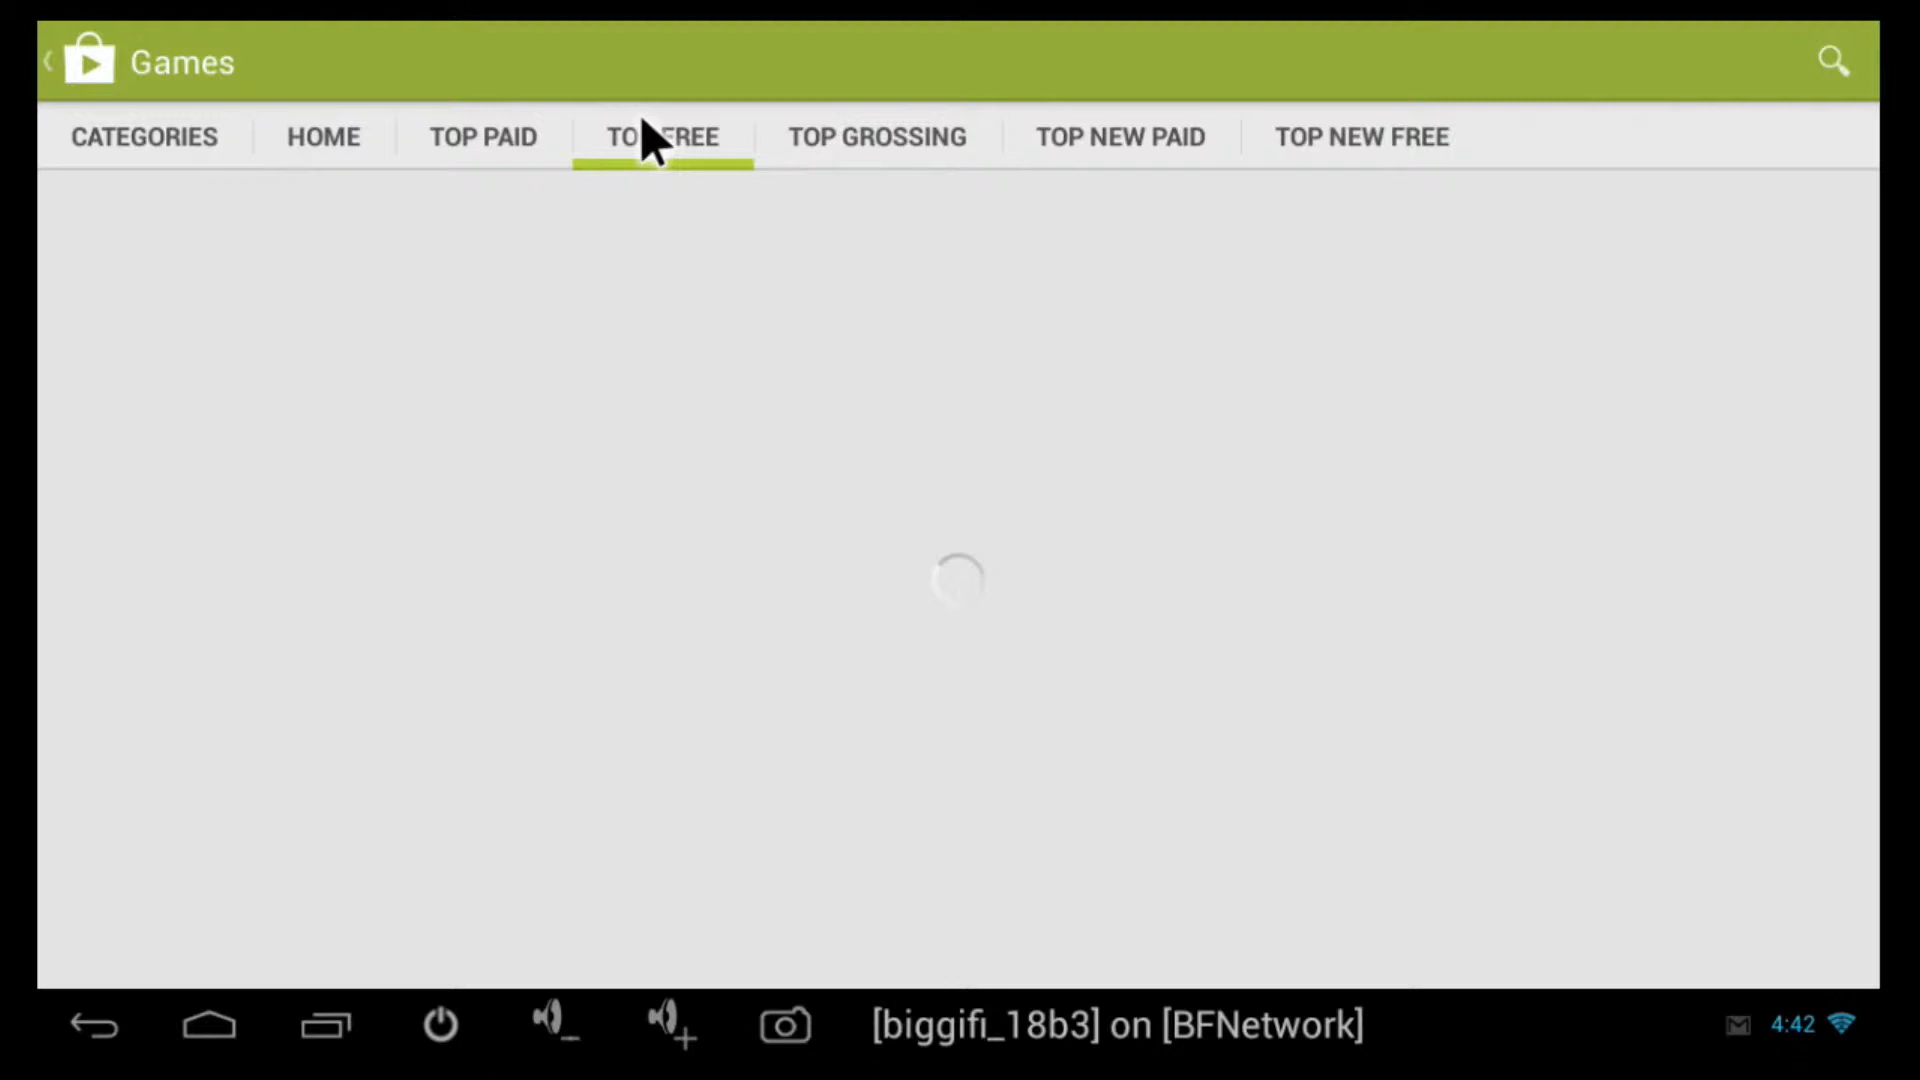 Games
CATEGORIES HOME TOP PAID TOP FREE TOP GROSSING TOP NEW PAID TOP NEW FREE
[biggifi_18b3] on [BFNetwork] 4:42